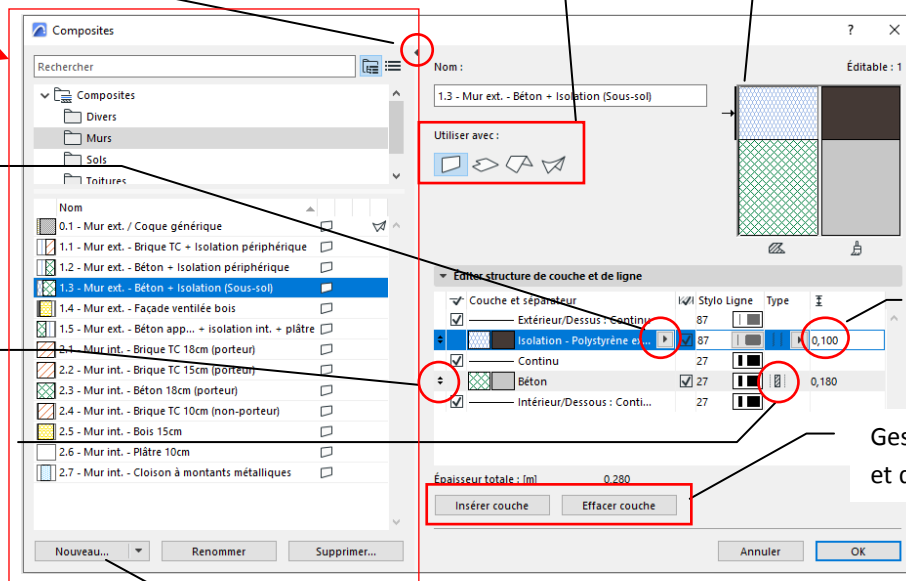 Composites
?
Rechercher
Composites
Divers
Murs
Sols
Toitures
Nom
0.1 - Mur ext. / Coque générique
1.1 - Mur ext. - Brique TC + Isolation périphérique
1.2 - Mur ext. - Béton + Isolation périphérique
1.3 - Mur ext. - Béton + Isolation (Sous-sol)
1.4 - Mur ext. - Façade ventilée bois
1.5 - Mur ext. - Béton app... + isolation int. + plâtre
2.1 - Mur int. - Brique TC 18cm (porteur)
2.2 - Mur int. - Brique TC 15cm (porteur)
2.3 - Mur int. - Béton 18cm (porteur)
2.4 - Mur int. - Brique TC 10cm (non-porteur)
2.5 - Mur int. - Bois 15cm
2.6 - Mur int. - Plâtre 10cm
2.7 - Mur int. - Cloison à montants métalliques
Nouveau... Renommer Supprimer...
Nom : Éditable : 1
1.3 - Mur ext. - Béton + Isolation (Sous-sol)
Utiliser avec :
Éditer structure de couche et de ligne
Couche et séparateur Stylo Ligne Type
Extérieur/Dessus : Continu 87
Isolation - Polystyrène ex... 87 0,100
Continu 27
Béton 27 0,180
Intérieur/Dessous : Conti... 27
Épaisseur totale : [m] 0,280
Insérer couche Effacer couche
Annuler OK
Ges
et